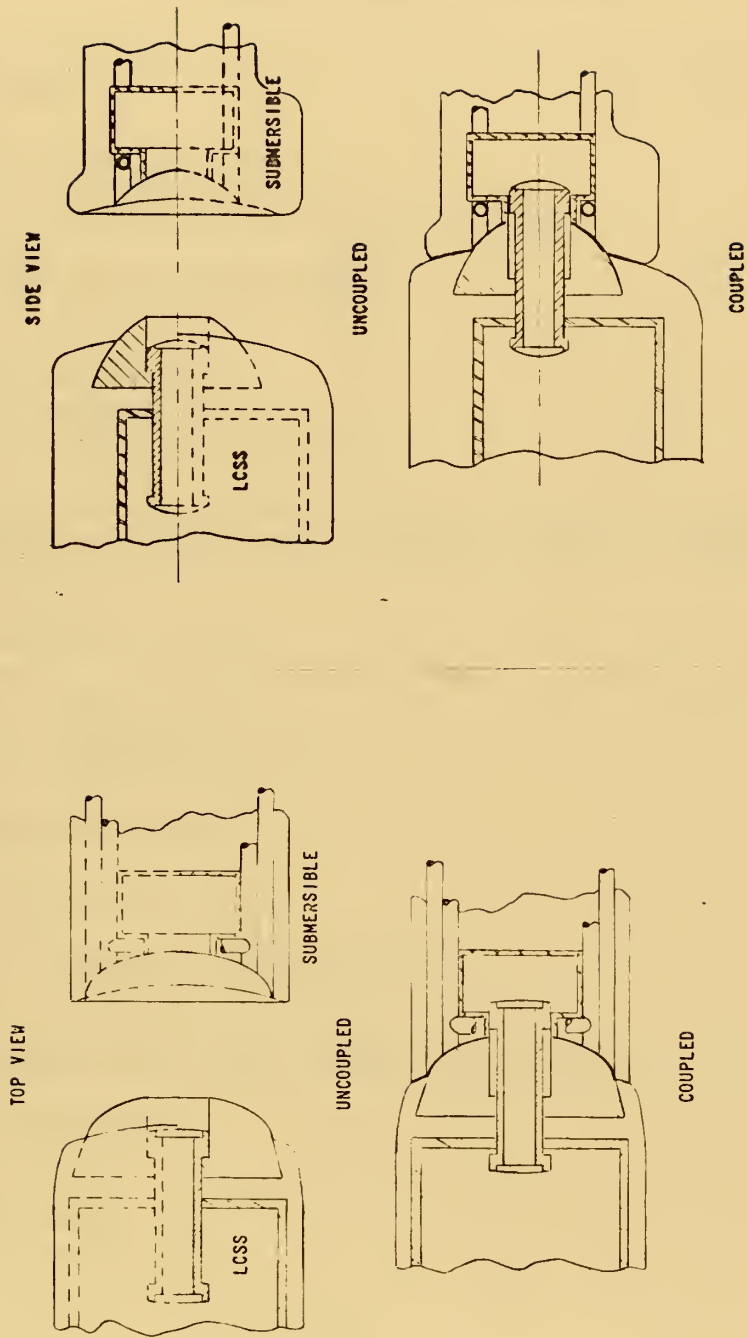 TOP VIEW
LCSS
SUBMERSIBLE
UNCOUPLED
COUPLED
SIDE VIEW
LCSS
SUBMERSIBLE
UNCOUPLED
COUPLED